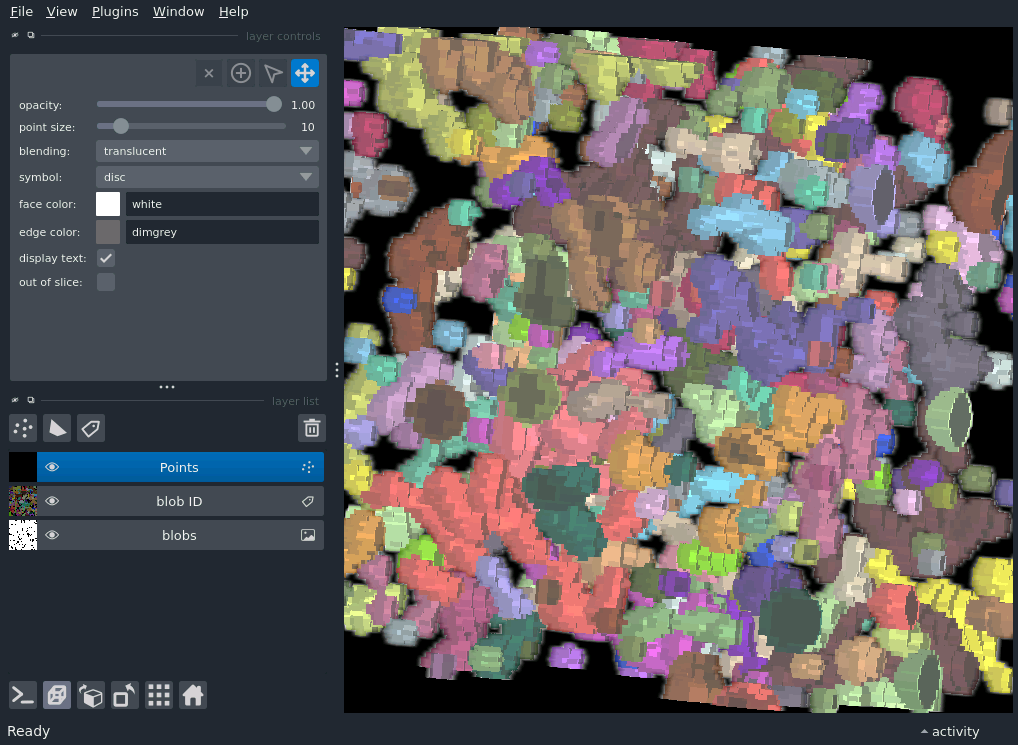 File View Plugins Window Help
layer controls
opacity: 1.00
point size: 10
blending: translucent
symbol: disc
face color: white
edge color: dimgrey
display text:
out of slice:
layer list
Points
blob ID
blobs
Ready activity